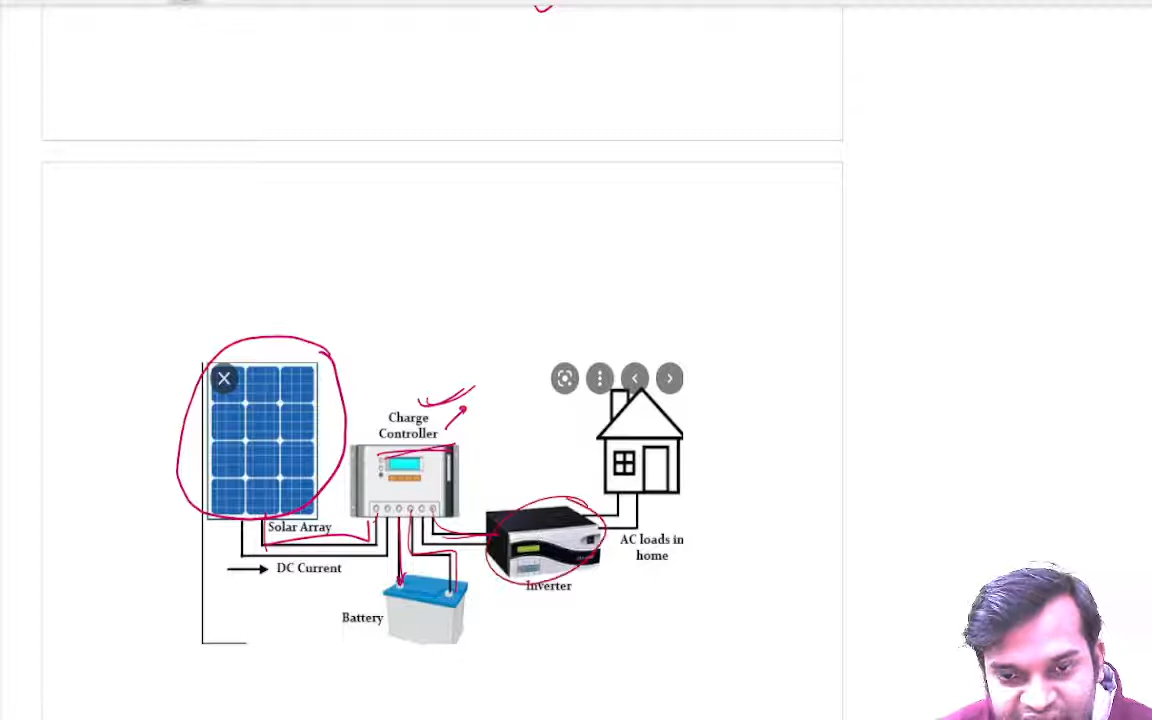 Charge
Controller
Solar Array
DC Current
AC loads in
home
Inverter
Battery